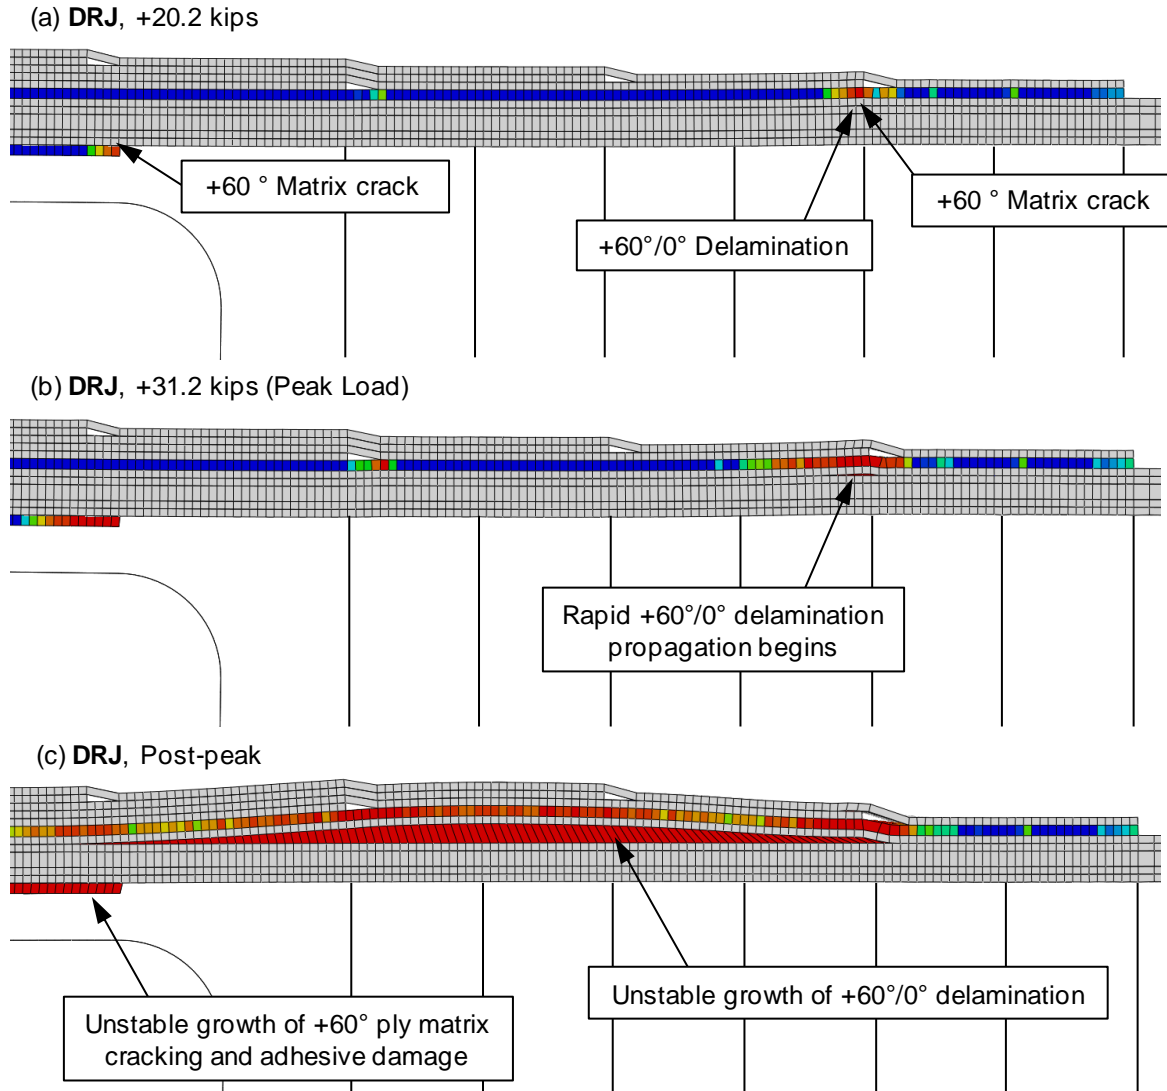 (a) DRJ, +20.2 kips
+60 ° Matrix crack
+60 ° Matrix crack
+60°/0° Delamination
(b) DRJ, +31.2 kips (Peak Load)
Rapid +60°/0° delamination
propagation begins
(c) DRJ, Post-peak
Unstable growth of +60°/0° delamination
Unstable growth of +60° ply matrix
cracking and adhesive damage